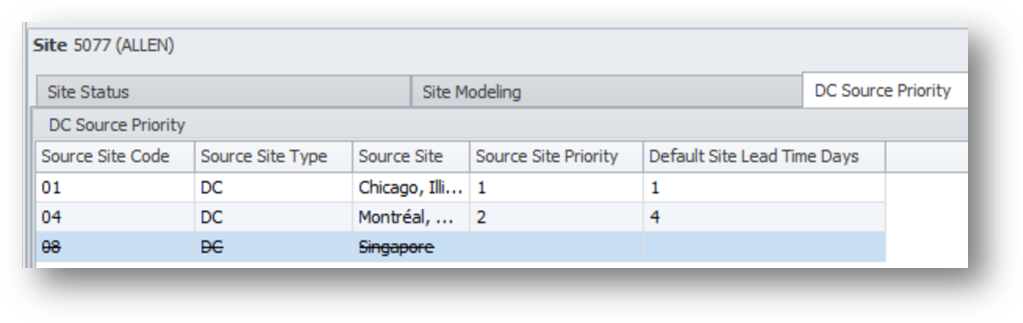 Site 5077 (ALLEN)
Site Status Site Modeling DC Source Priority
DC Source Priority
Source Site Code Source Site Type Source Site Source Site Priority Default Site Lead Time Days
01 DC Chicago, Illi... 1 1
04 DC Montréal, ... 2 4
08 DC Singapore